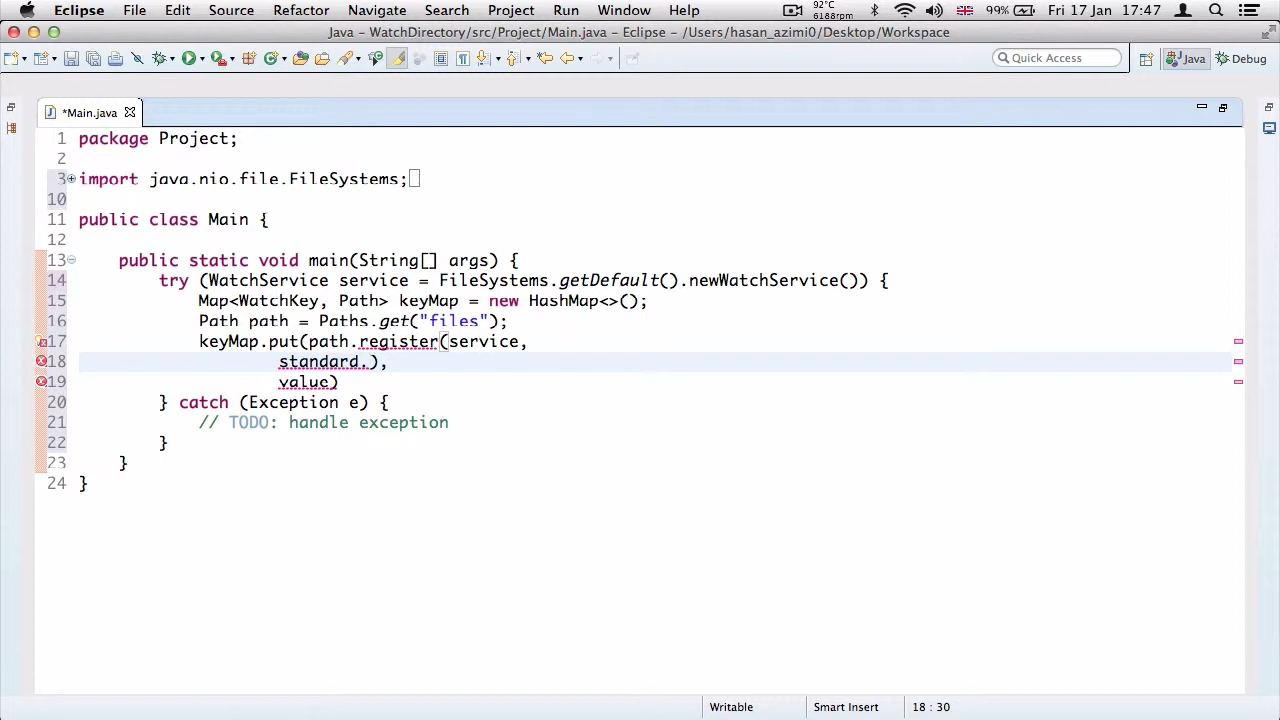 Eclipse File Edit Source Refactor Navigate Search Project Run Window Help 92°C 6188rpm 99% Fri 17 Jan 17:47
Java – WatchDirectory/src/Project/Main.java – Eclipse – /Users/hasan_azimi0/Desktop/Workspace
Quick Access Java Debug
*Main.java
1 package Project;
2
3 import java.nio.file.FileSystems;
10
11 public class Main {
12
13 public static void main(String[] args) {
14 try (WatchService service = FileSystems.getDefault().newWatchService()) {
15 Map<WatchKey, Path> keyMap = new HashMap<>();
16 Path path = Paths.get("files");
17 keyMap.put(path.register(service,
18 standard.),
19 value)
20 } catch (Exception e) {
21 // TODO: handle exception
22 }
23 }
24 }
Writable Smart Insert 18 : 30